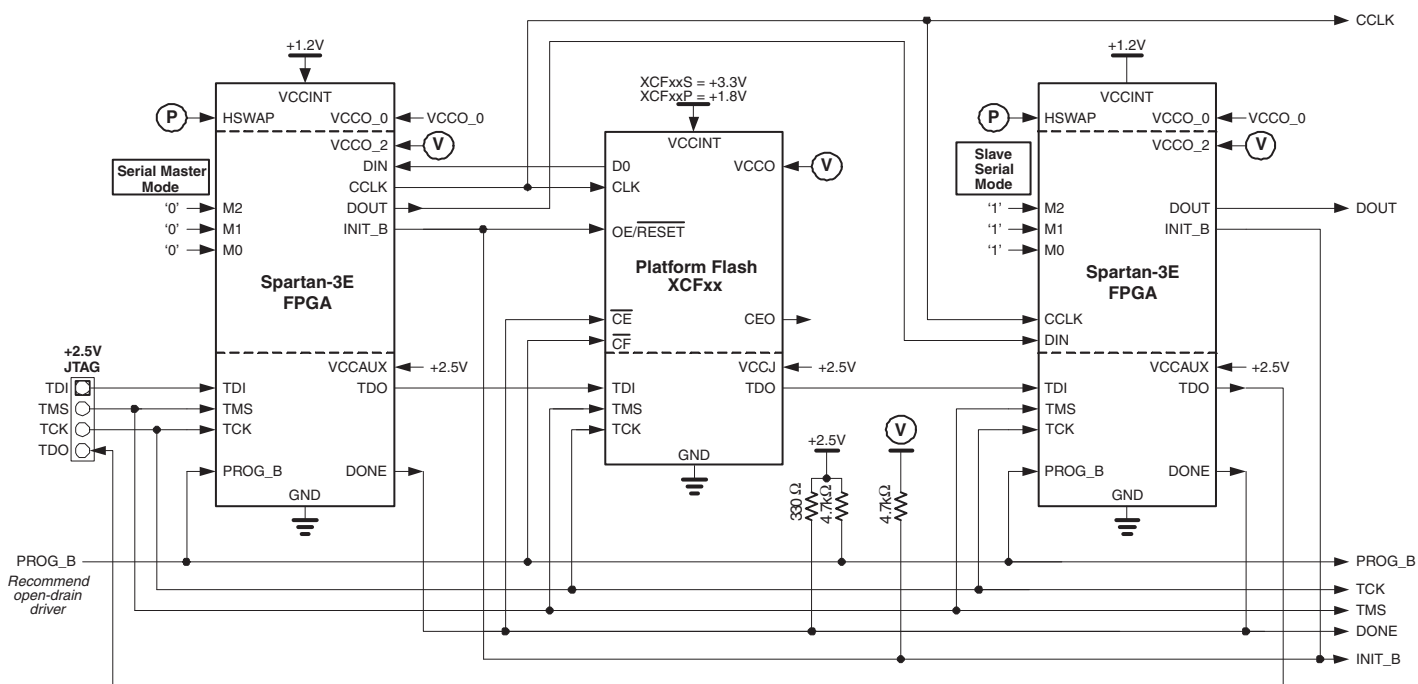 CCLK
+1.2V
VCCINT
P
HSWAP
VCCO_0
VCCO_0
VCCO_2
V
Serial Master
Mode
DIN
CCLK
'0'
M2
DOUT
'0'
M1
INIT_B
'0'
M0
Spartan-3E
FPGA
VCCAUX
+2.5V
+2.5V
JTAG
TDI
TDI
TDO
TMS
TMS
TCK
TCK
TDO
PROG_B
DONE
GND
XCFxxS = +3.3V
XCFxxP = +1.8V
VCCINT
D0
VCCO
V
CLK
OE/RESET
Platform Flash
XCFxx
CE
CEO
CF
VCCJ
+2.5V
TDI
TDO
TMS
TCK
GND
+2.5V
V
330 Ω
4.7kΩ
4.7kΩ
+1.2V
VCCINT
P
HSWAP
VCCO_0
VCCO_0
VCCO_2
V
Slave
Serial
Mode
'1'
M2
DOUT
DOUT
'1'
M1
INIT_B
'1'
M0
Spartan-3E
FPGA
CCLK
DIN
VCCAUX
+2.5V
TDI
TDO
TMS
TCK
PROG_B
DONE
GND
PROG_B
Recommend
open-drain
driver
PROG_B
TCK
TMS
DONE
INIT_B